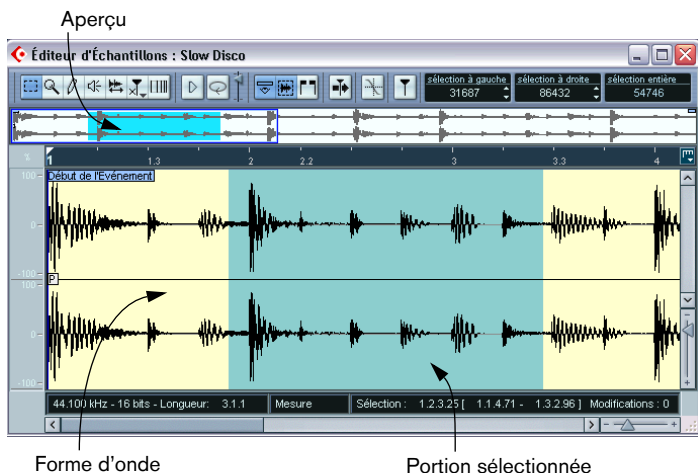 Aperçu
Éditeur d'Échantillons : Slow Disco
sélection à gauche sélection à droite sélection entière
31687 86432 54746
1 1.3 2 2.2 3 3.3 4
Début de l'Evénement
100
0
-100
P
100
0
-100
44.100 kHz - 16 bits - Longueur: 3.1.1 Mesure Sélection : 1.2.3.25 [ 1.1.4.71 - 1.3.2.96 ] Modifications : 0
Forme d'onde
Portion sélectionnée